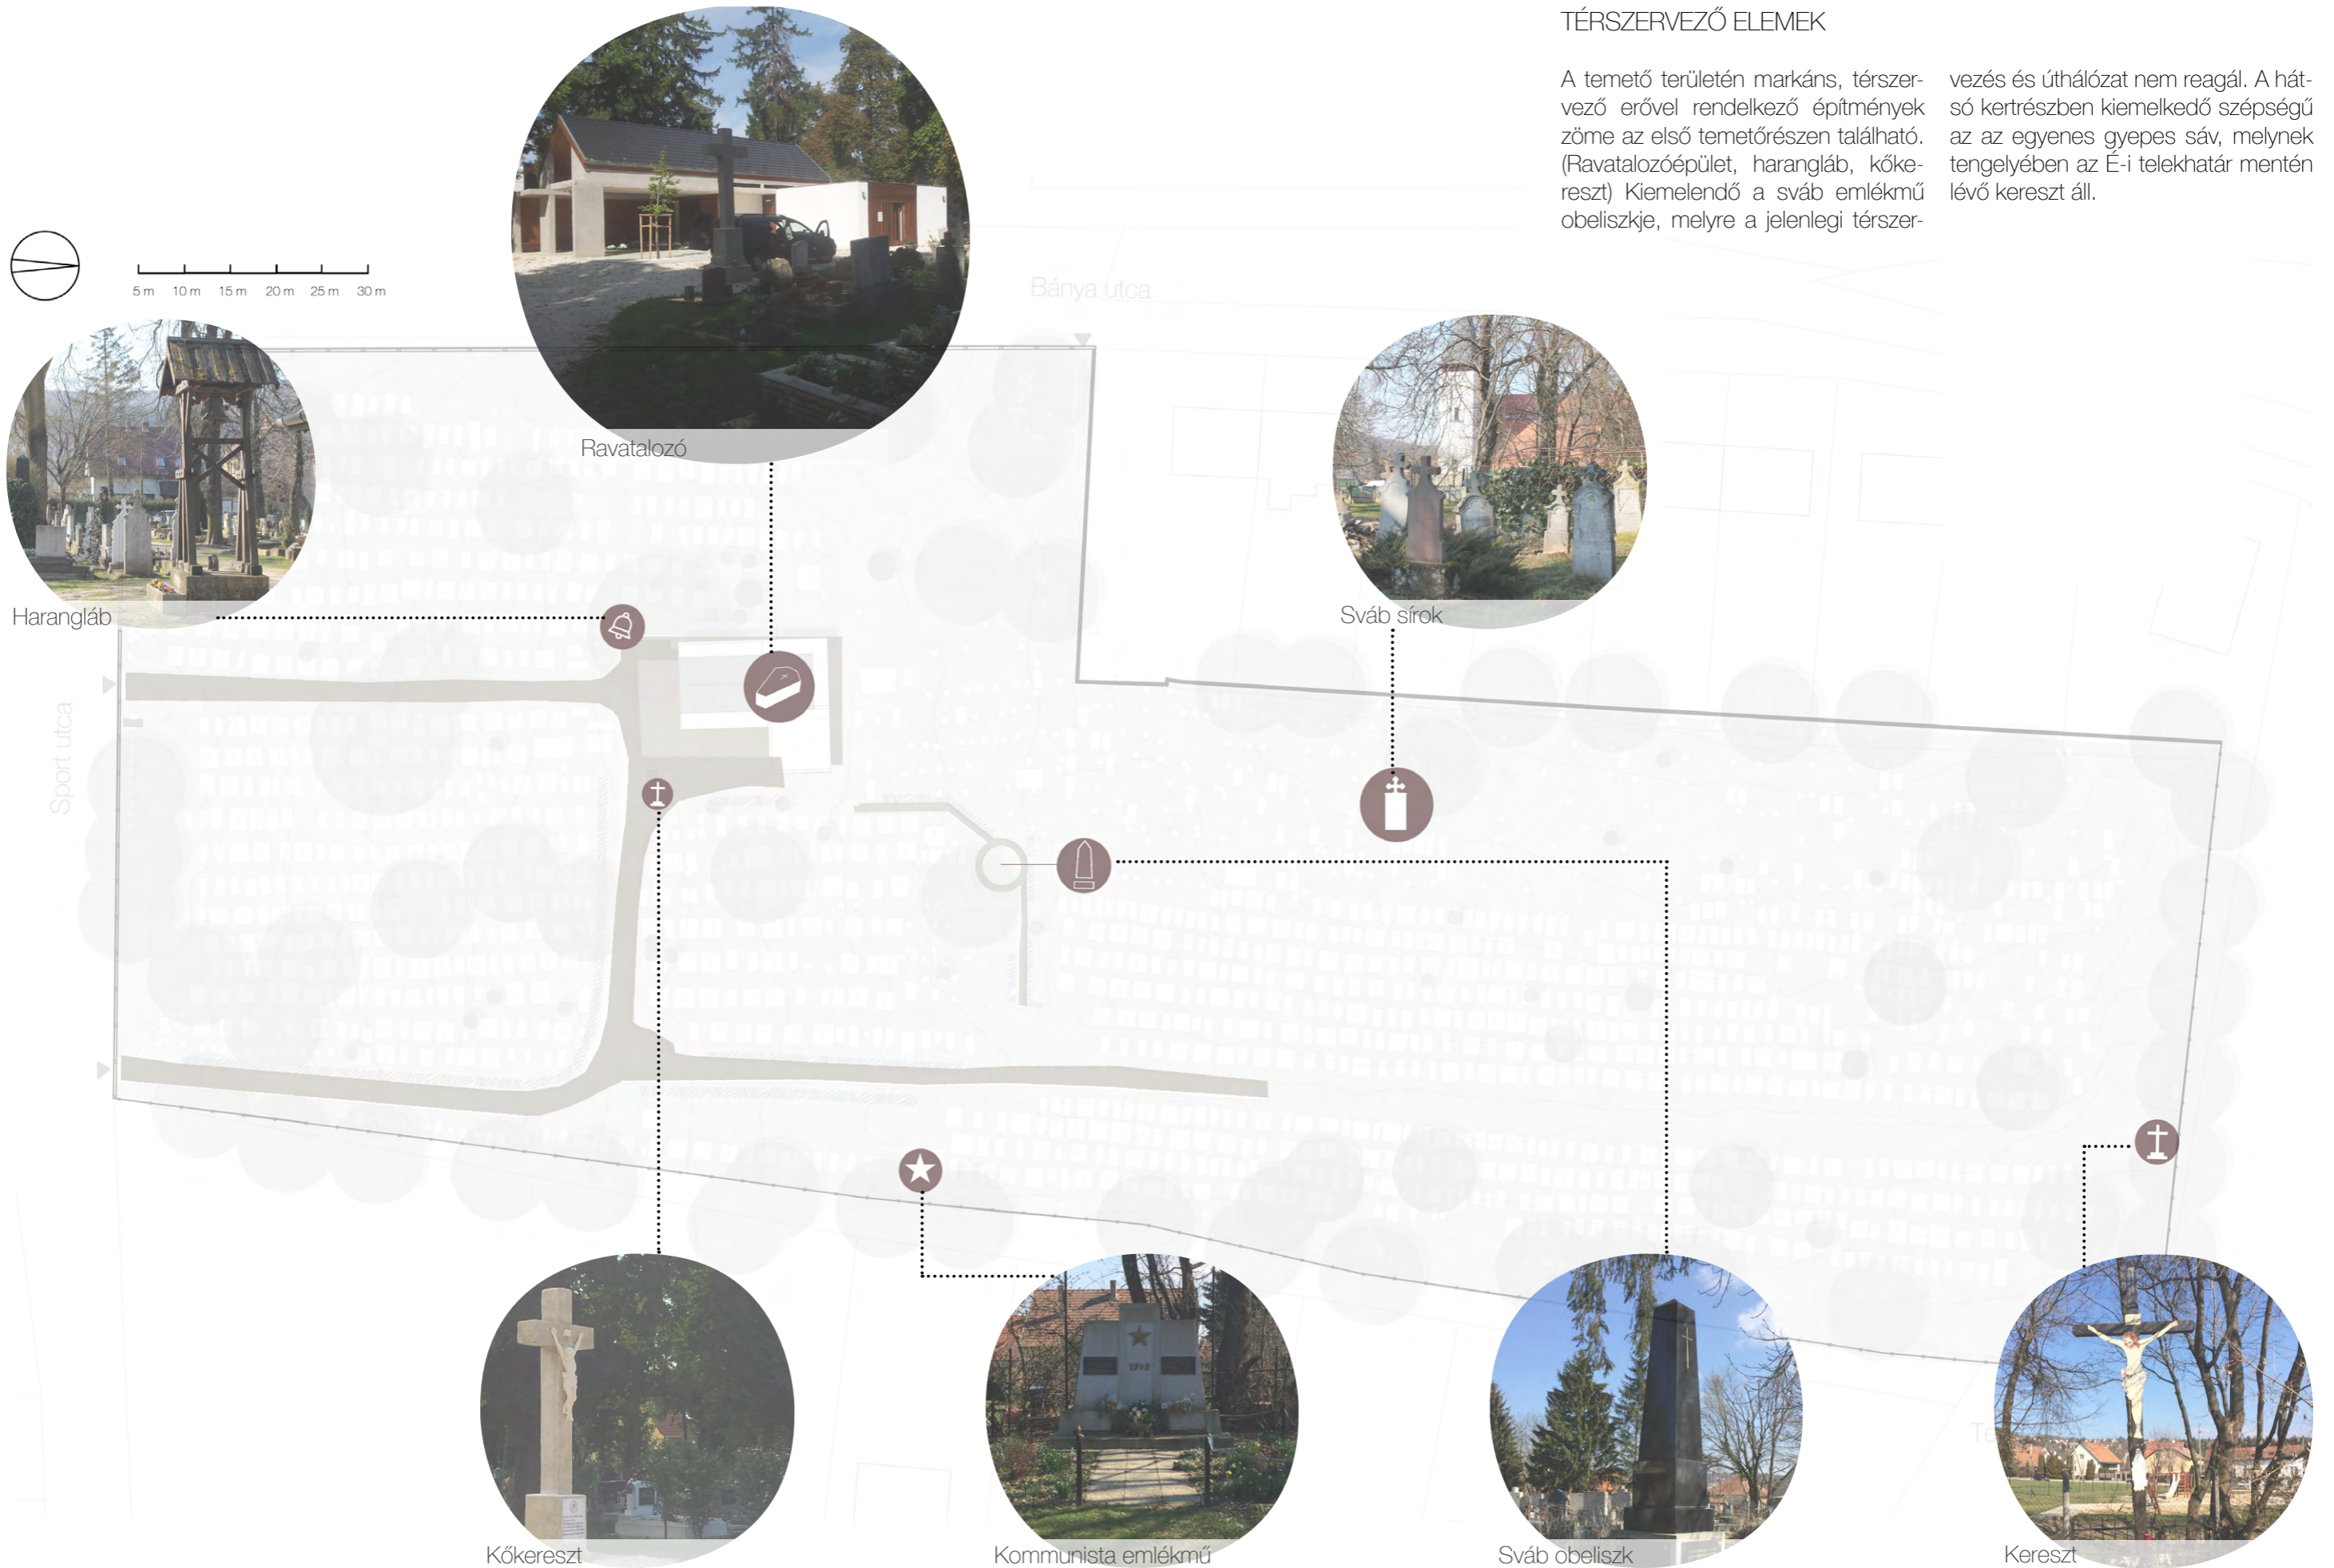 TÉRSZERVEZŐ ELEMEK
A temető területén markáns, térszer-
vező erővel rendelkező építmények
zöme az első temetőrészen található.
(Ravatalozóépület, harangláb, kőke-
reszt) Kiemelendő a sváb emlékmű
obeliszkje, melyre a jelenlegi térszer-
vezés és úthálózat nem reagál. A hát-
só kertrészben kiemelkedő szépségű
az az egyenes gyepes sáv, melynek
tengelyében az É-i telekhatár mentén
lévő kereszt áll.
5 m 10 m 15 m 20 m 25 m 30 m
Bánya utca
Ravatalozó
Harangláb
Sváb sírok
Sport utca
Kőkereszt
Kommunista emlékmű
Sváb obeliszk
Kereszt